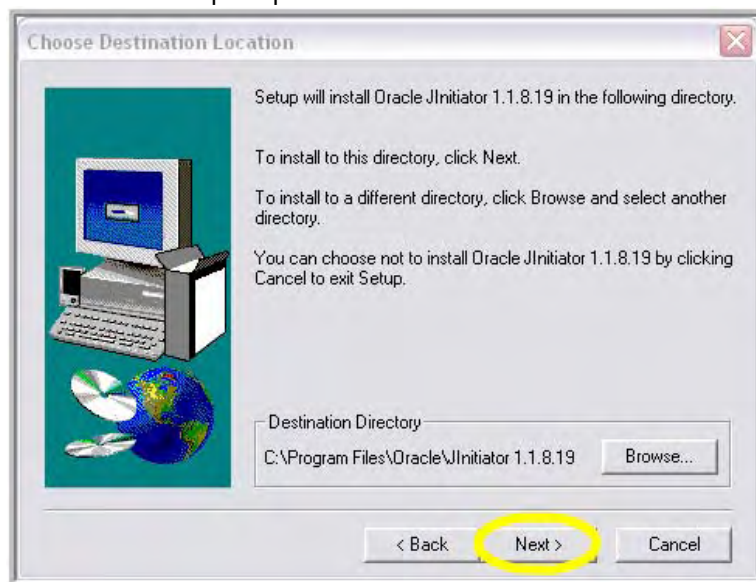 Choose Destination Location
Setup will install Oracle JInitiator 1.1.8.19 in the following directory.
To install to this directory, click Next.
To install to a different directory, click Browse and select another
directory.
You can choose not to install Oracle JInitiator 1.1.8.19 by clicking
Cancel to exit Setup.
Destination Directory
C:\Program Files\Oracle\JInitiator 1.1.8.19
Browse...
< Back
Next >
Cancel